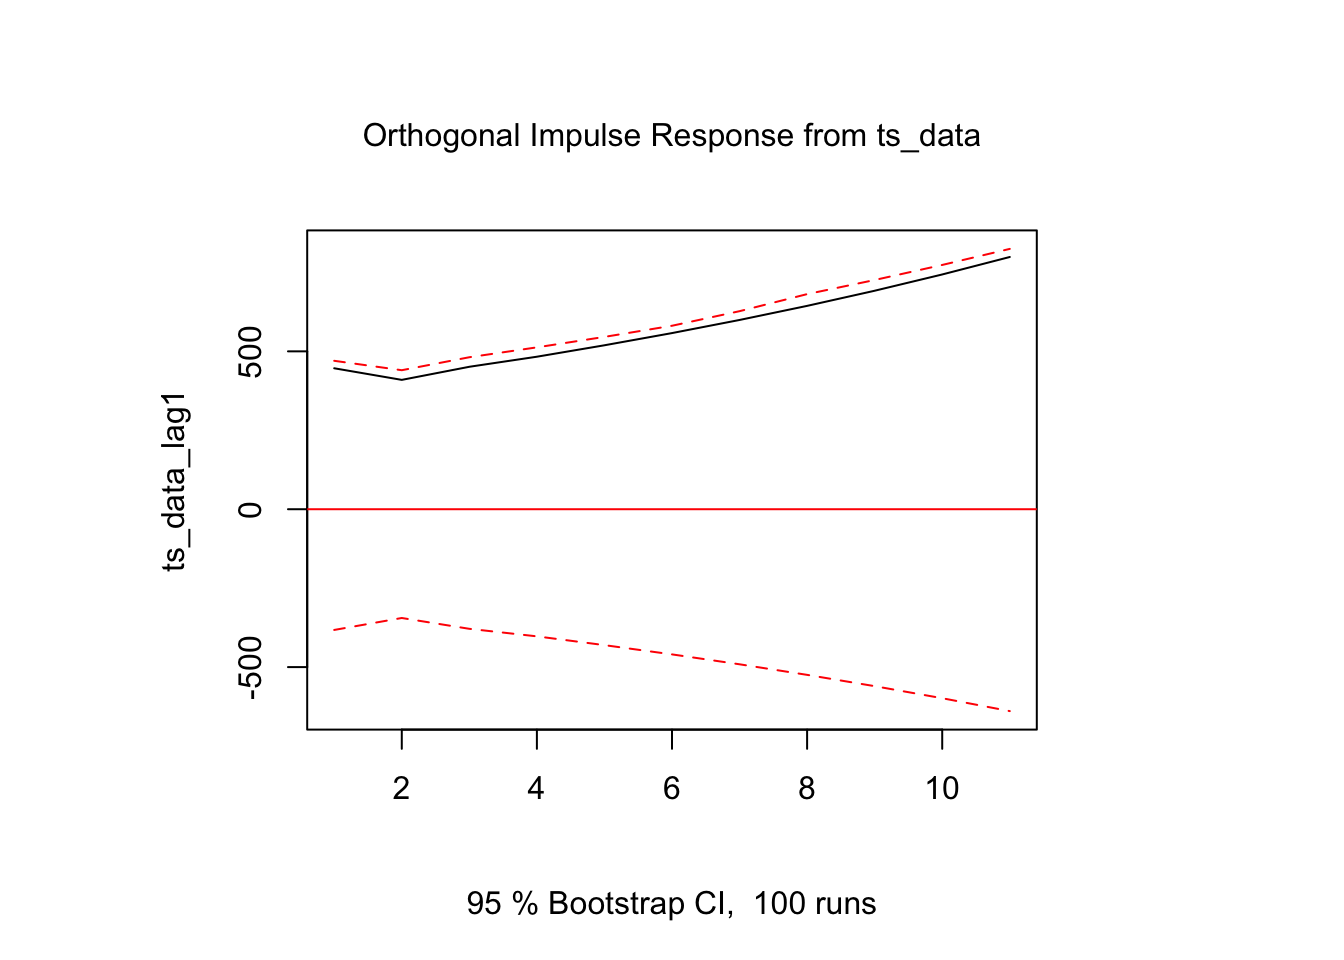 Orthogonal Impulse Response from ts_data
ts_data_lag1
500
0
-500
2 4 6 8 10
95 % Bootstrap CI,  100 runs